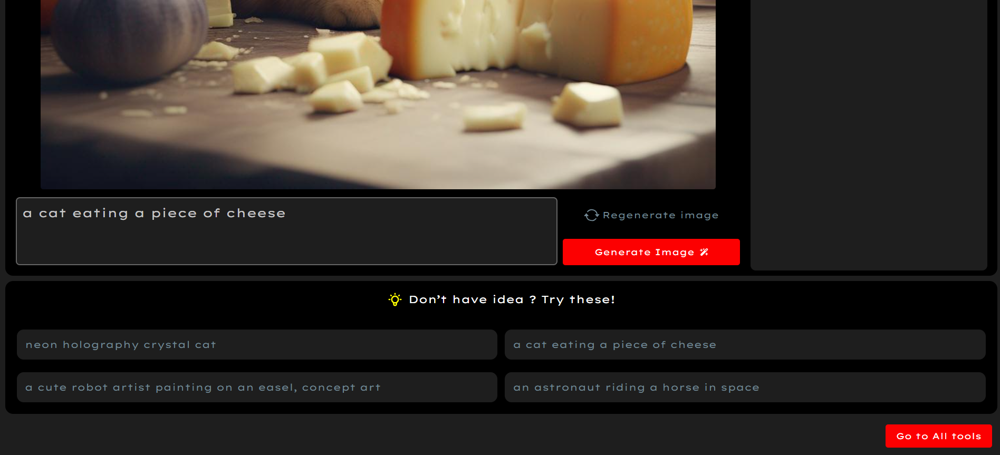 a cat eating a piece of cheese
Regenerate image
Generate Image
Don’t have idea ? Try these!
neon holography crystal cat
a cat eating a piece of cheese
a cute robot artist painting on an easel, concept art
an astronaut riding a horse in space
Go to All tools